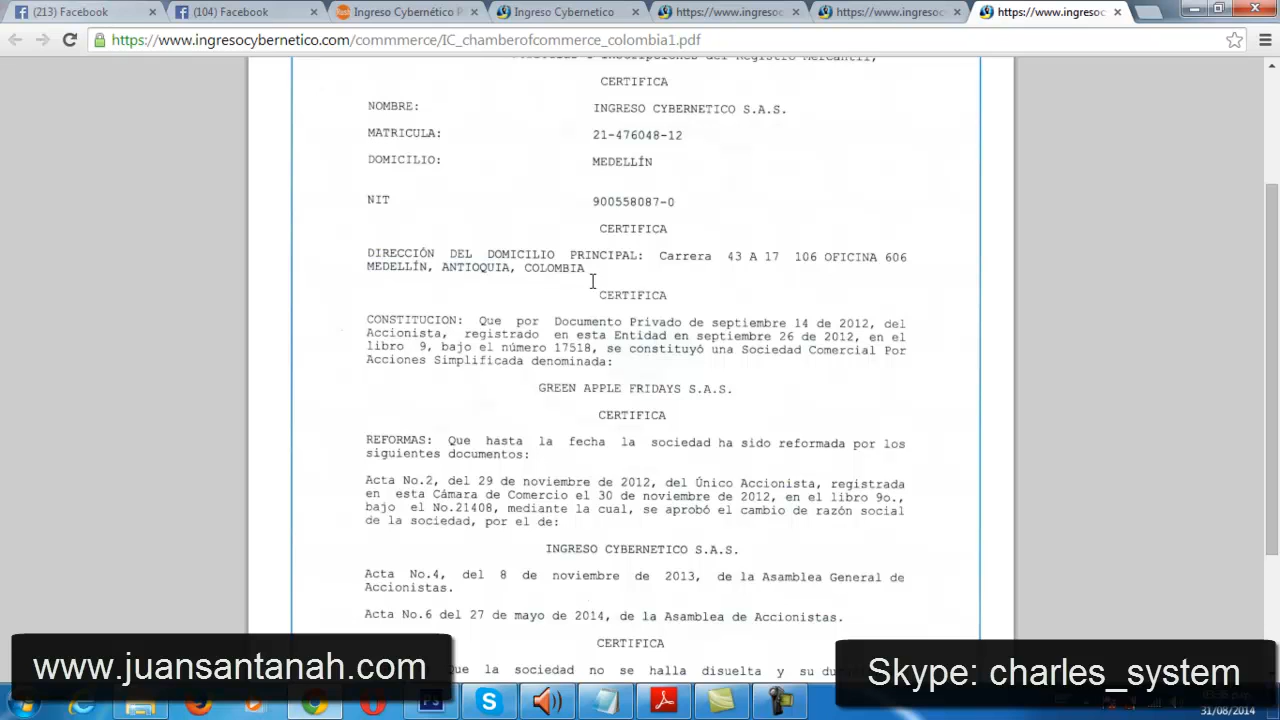 (213) Facebook
(104) Facebook
Ingreso Cybernético P
Ingreso Cybernetico
https://www.ingresoc
https://www.ingresoc
https://www.ingresoc
https://www.ingresocybernetico.com/commmerce/IC_chamberofcommerce_colombia1.pdf
Inscripciones del Registro Mercantil,
CERTIFICA
NOMBRE: INGRESO CYBERNETICO S.A.S.
MATRICULA: 21-476048-12
DOMICILIO: MEDELLÍN
NIT 900558087-0
CERTIFICA
DIRECCIÓN DEL DOMICILIO PRINCIPAL: Carrera 43 A 17 106 OFICINA 606
MEDELLÍN, ANTIOQUIA, COLOMBIA
CERTIFICA
CONSTITUCION: Que por Documento Privado de septiembre 14 de 2012, del
Accionista, registrado en esta Entidad en septiembre 26 de 2012, en el
libro 9, bajo el número 17518, se constituyó una Sociedad Comercial Por
Acciones Simplificada denominada:
GREEN APPLE FRIDAYS S.A.S.
CERTIFICA
REFORMAS: Que hasta la fecha la sociedad ha sido reformada por los
siguientes documentos:
Acta No.2, del 29 de noviembre de 2012, del Único Accionista, registrada
en esta Cámara de Comercio el 30 de noviembre de 2012, en el libro 9o.,
bajo el No.21408, mediante la cual, se aprobó el cambio de razón social
de la sociedad, por el de:
INGRESO CYBERNETICO S.A.S.
Acta No.4, del 8 de noviembre de 2013, de la Asamblea General de
Accionistas.
Acta No.6 del 27 de mayo de 2014, de la Asamblea de Accionistas.
CERTIFICA
Que la sociedad no se halla disuelta y su
www.juansantanah.com
Skype: charles_system
31/08/2014